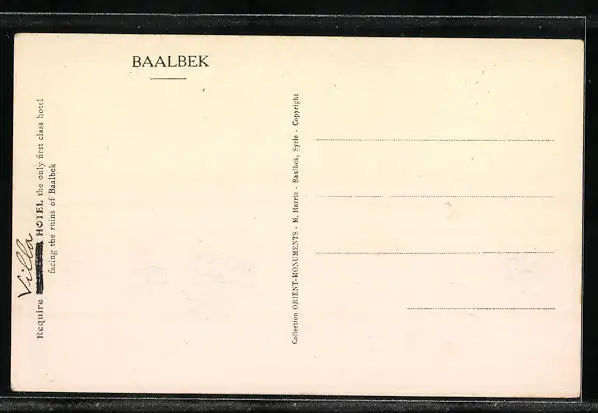 BAALBEK
Villa
Require HOTEL the only first class hotel
facing the ruins of Baalbek
Collection ORIENT-MONUMENTS - M. Harris - Baalbek, Syrie - Copyright